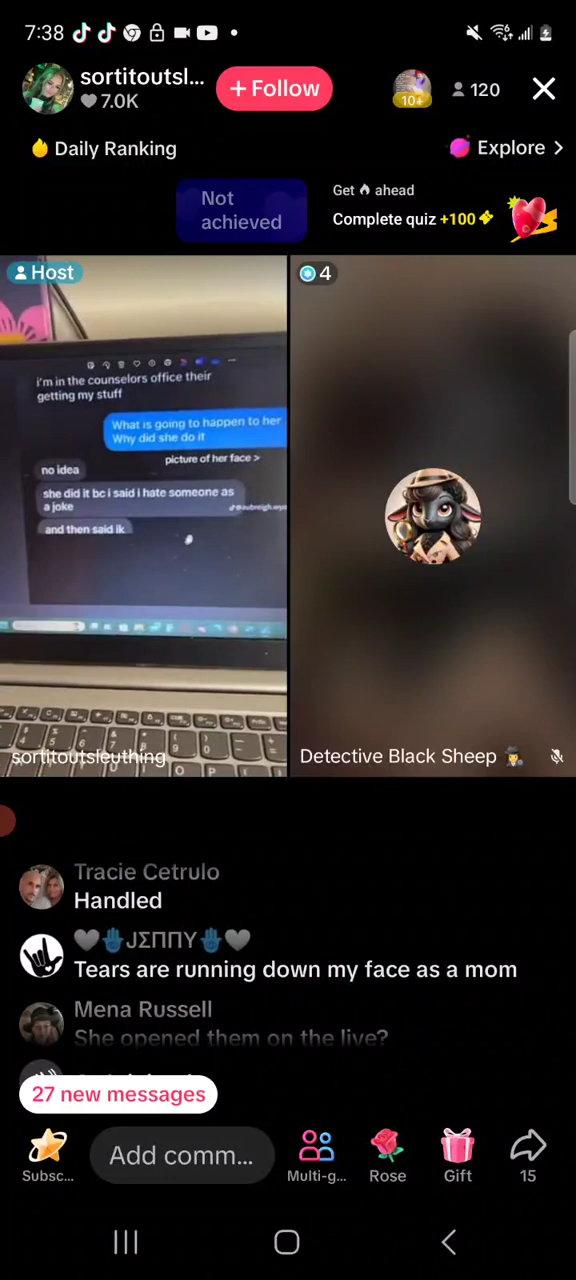 7:38
sortitoutsl...
7.0K
+ Follow
10+
120
Daily Ranking
Explore >
Not
achieved
Get ahead
Complete quiz +100
Host
4
i'm in the counselors office their
getting my stuff
What is going to happen to her
Why did she do it
picture of her face >
no idea
she did it bc i said i hate someone as
a joke
and then said ik
sortitoutsleuthing
Detective Black Sheep
Tracie Cetrulo
Handled
JΣΠΠY
Tears are running down my face as a mom
Mena Russell
She opened them on the live?
27 new messages
Subsc...
Add comm...
Multi-g...
Rose
Gift
15